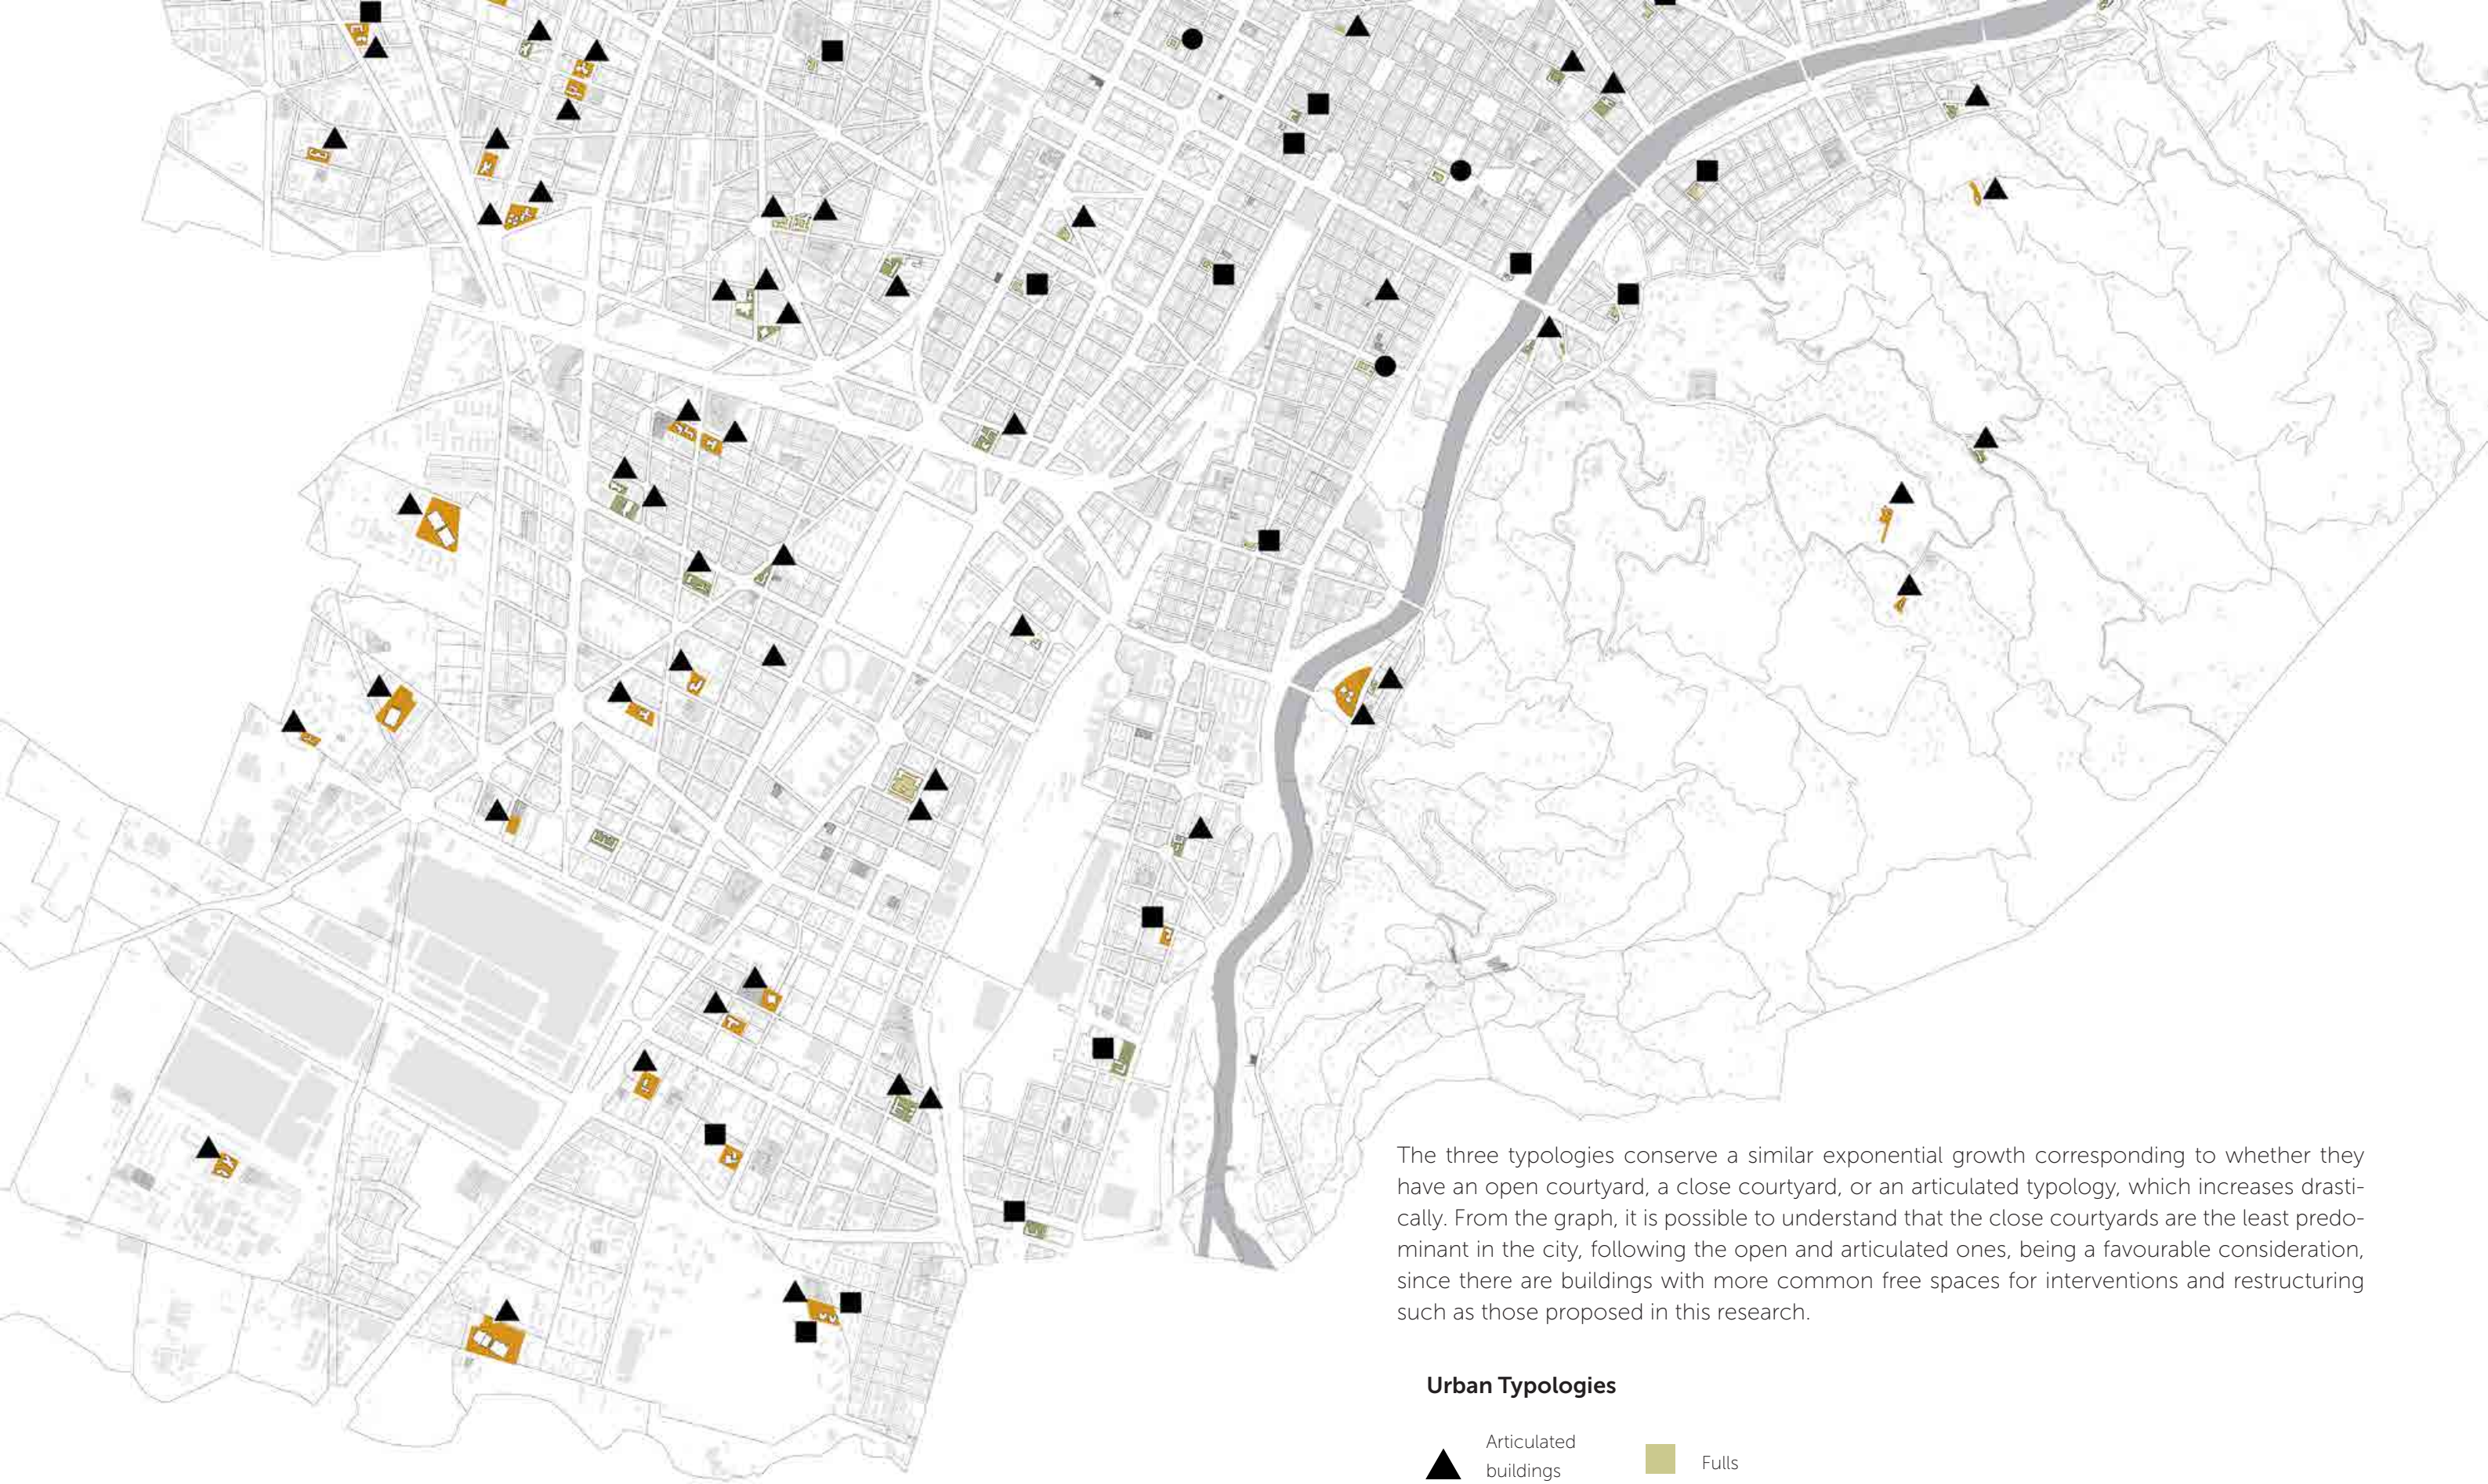 The three typologies conserve a similar exponential growth corresponding to whether they
have an open courtyard, a close courtyard, or an articulated typology, which increases drasti-
cally. From the graph, it is possible to understand that the close courtyards are the least predo-
minant in the city, following the open and articulated ones, being a favourable consideration,
since there are buildings with more common free spaces for interventions and restructuring
such as those proposed in this research.
Urban Typologies
Articulated
buildings
Fulls